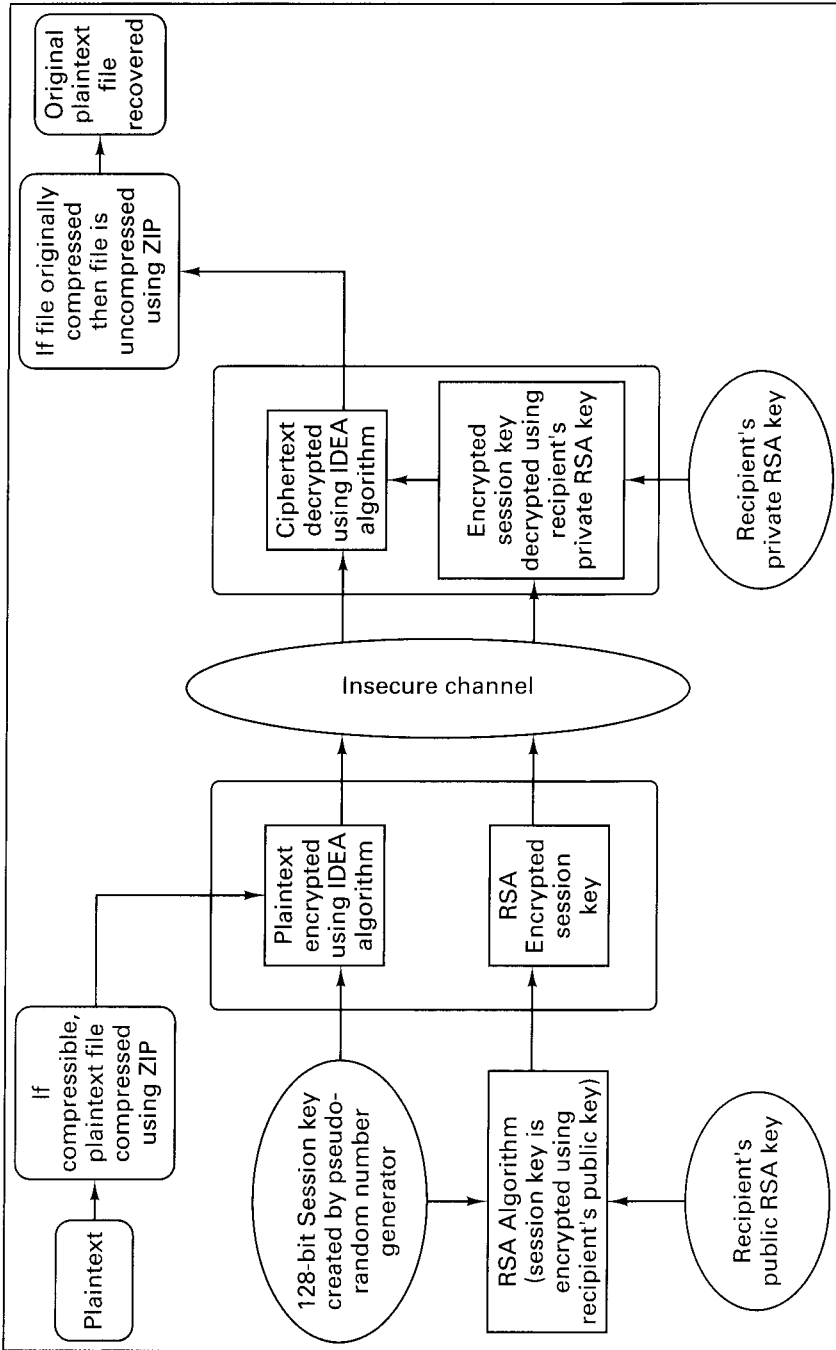 Plaintext
If
compressible,
plaintext file
compressed
using ZIP
128-bit Session key
created by pseudo-
random number
generator
Plaintext
encrypted
using IDEA
algorithm
RSA Algorithm
(session key is
encrypted using
recipient's public key)
RSA
Encrypted
session
key
Recipient's
public RSA key
Insecure channel
Ciphertext
decrypted
using IDEA
algorithm
Encrypted
session key
decrypted using
recipient's
private RSA key
Recipient's
private RSA key
If file originally
compressed
then file is
uncompressed
using ZIP
Original
plaintext
file
recovered